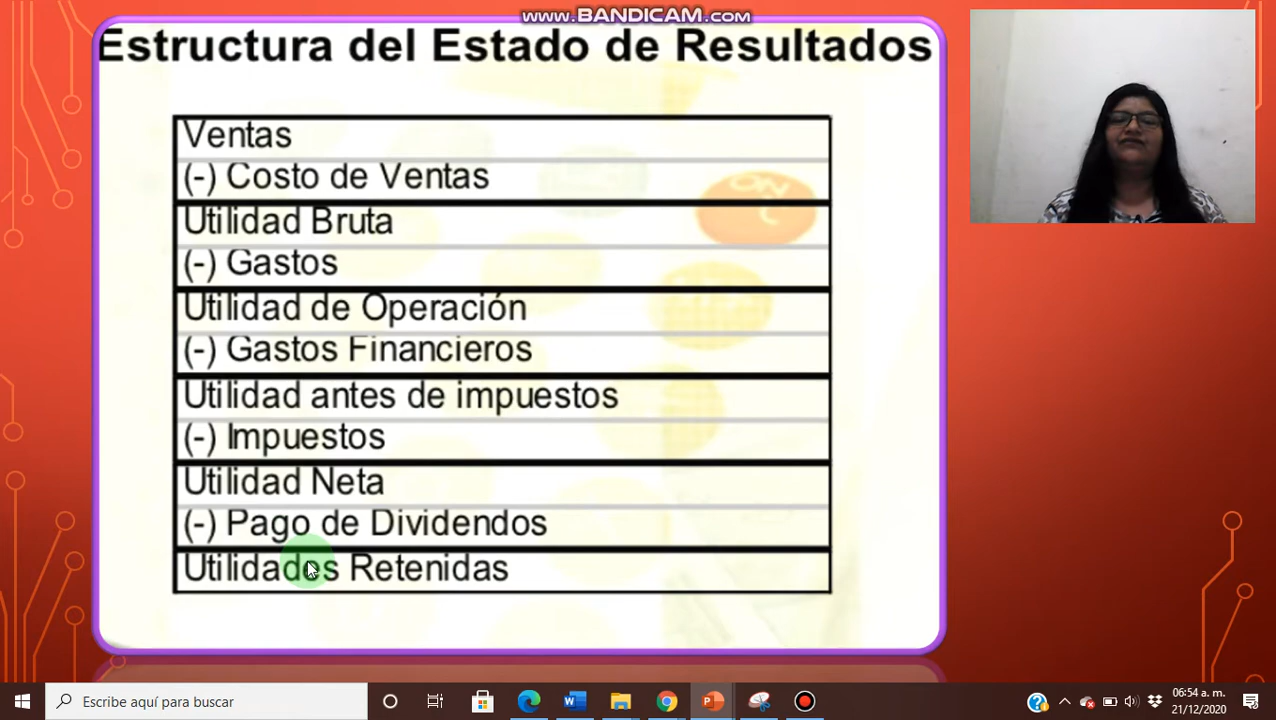 www.BANDICAM.com
Estructura del Estado de Resultados
Ventas
(-) Costo de Ventas
Utilidad Bruta
(-) Gastos
Utilidad de Operación
(-) Gastos Financieros
Utilidad antes de impuestos
(-) Impuestos
Utilidad Neta
(-) Pago de Dividendos
Utilidades Retenidas
Escribe aquí para buscar
06:54 a. m.
21/12/2020